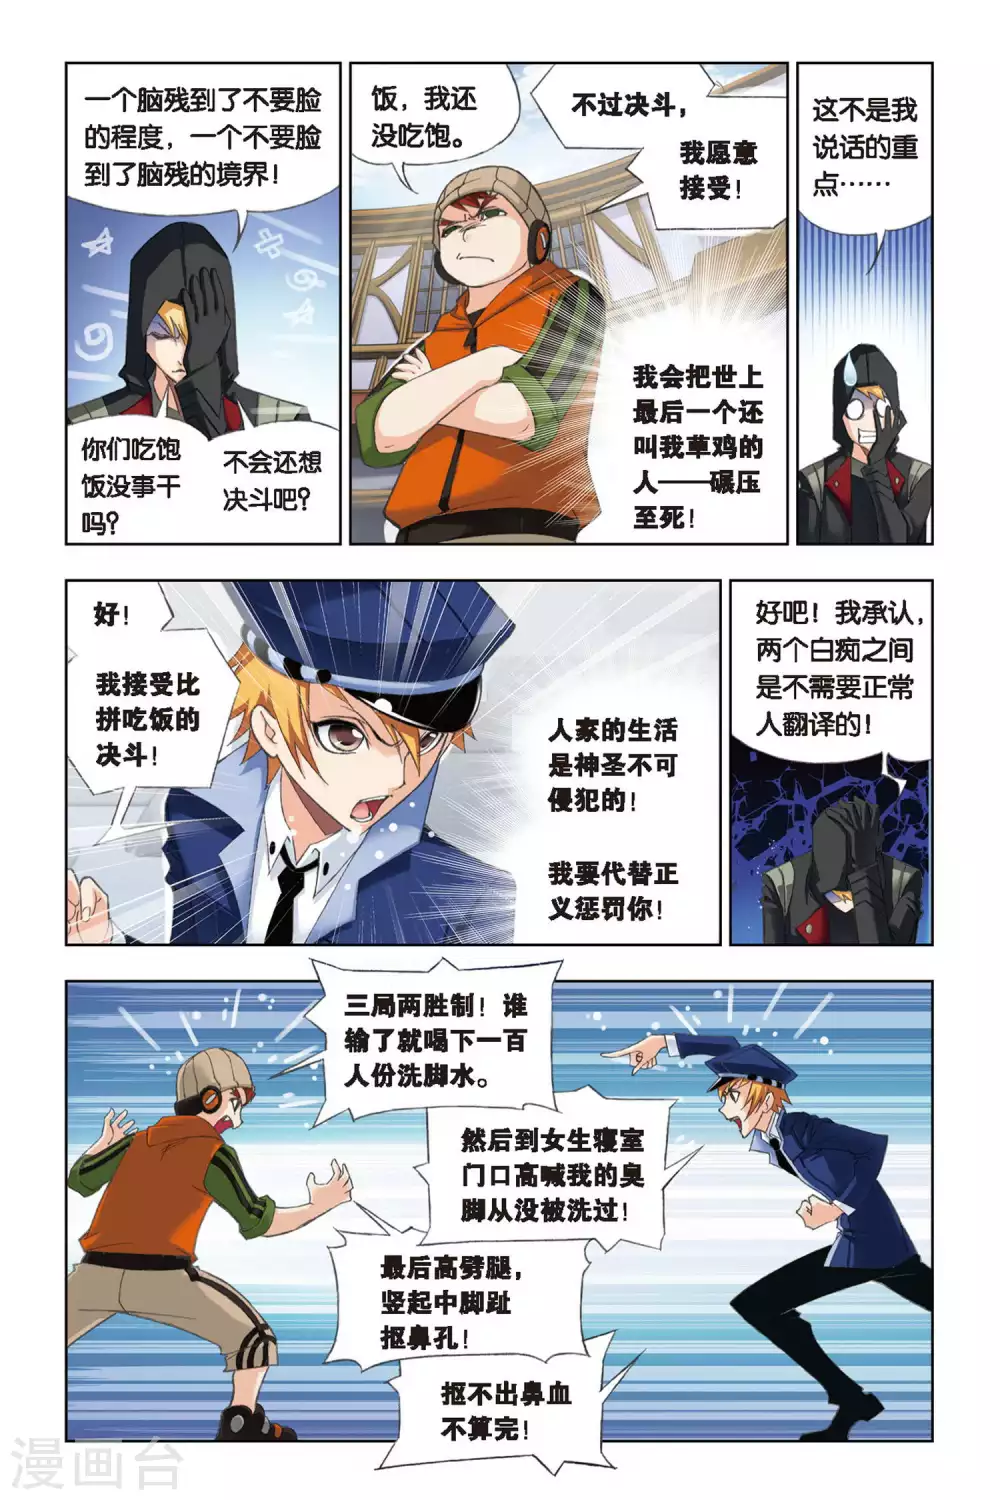 一个脑残到了不要脸
的程度，一个不要脸
到了脑残的境界！
你们吃饱
饭没事干
吗？
不会还想
决斗吧？
饭，我还
没吃饱。
不过决斗，
我愿意
接受！
我会把世上
最后一个还
叫我草鸡的
人——碾压
至死！
这不是我
说话的重
点……
好！
我接受比
拼吃饭的
决斗！
人家的生活
是神圣不可
侵犯的！
我要代替正
义惩罚你！
好吧！我承认，
两个白痴之间
是不需要正常
人翻译的！
三局两胜制！谁
输了就喝下一百
人份洗脚水。
然后到女生寝室
门口高喊我的臭
脚从没被洗过！
最后高劈腿，
竖起中脚趾
抠鼻孔！
抠不出鼻血
不算完！
漫画台